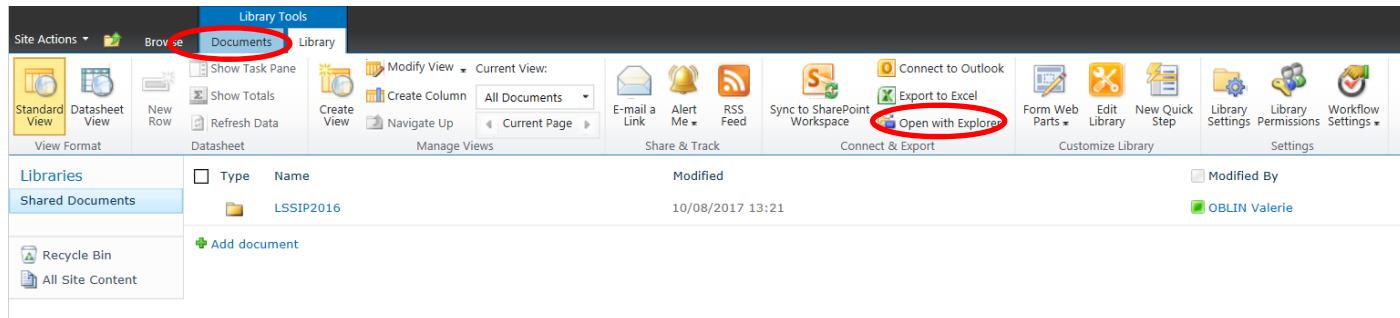 Library Tools
Site Actions Browse Documents Library
Standard View
Datasheet View
New Row
View Format
Show Task Pane
Show Totals
Refresh Data
Datasheet
Create View
Modify View
Create Column
Navigate Up
Current View:
All Documents
Current Page
Manage Views
E-mail a Link
Alert Me
RSS Feed
Share & Track
Sync to SharePoint Workspace
Connect to Outlook
Export to Excel
Open with Explorer
Connect & Export
Form Web Parts
Edit Library
New Quick Step
Customize Library
Library Settings
Library Permissions
Workflow Settings
Settings
Libraries
Shared Documents
Recycle Bin
All Site Content
Type Name Modified Modified By
LSSIP2016 10/08/2017 13:21 OBLIN Valerie
Add document